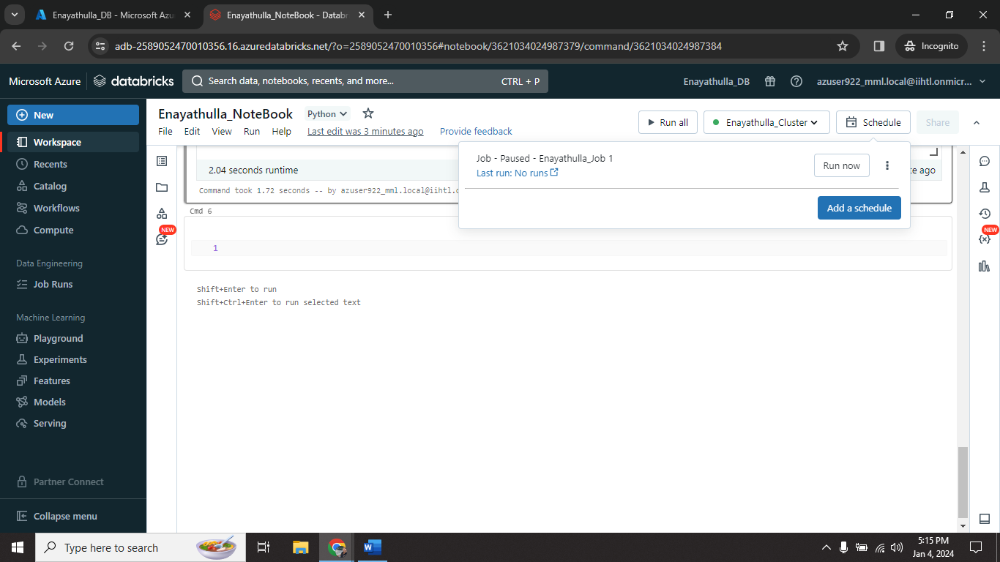 Enayathulla_DB - Microsoft Azu
Enayathulla_NoteBook - Databr
adb-2589052470010356.16.azuredatabricks.net/?o=2589052470010356#notebook/3621034024987379/command/3621034024987384
Incognito
Microsoft Azure
databricks
Search data, notebooks, recents, and more...
CTRL + P
Enayathulla_DB
azuser922_mml.local@iihtl.onmicr...
New
Workspace
Recents
Catalog
Workflows
Compute
Data Engineering
Job Runs
Machine Learning
Playground
Experiments
Features
Models
Serving
Partner Connect
Collapse menu
Enayathulla_NoteBook
Python
File Edit View Run Help
Last edit was 3 minutes ago
Provide feedback
Run all
Enayathulla_Cluster
Schedule
Share
NEW
NEW
Job - Paused - Enayathulla_Job 1
Last run: No runs
Run now
Add a schedule
2.04 seconds runtime
te ago
Command took 1.72 seconds -- by azuser922_mml.local@iihtl.o
Cmd 6
1
Shift+Enter to run
Shift+Ctrl+Enter to run selected text
Type here to search
5:15 PM
Jan 4, 2024